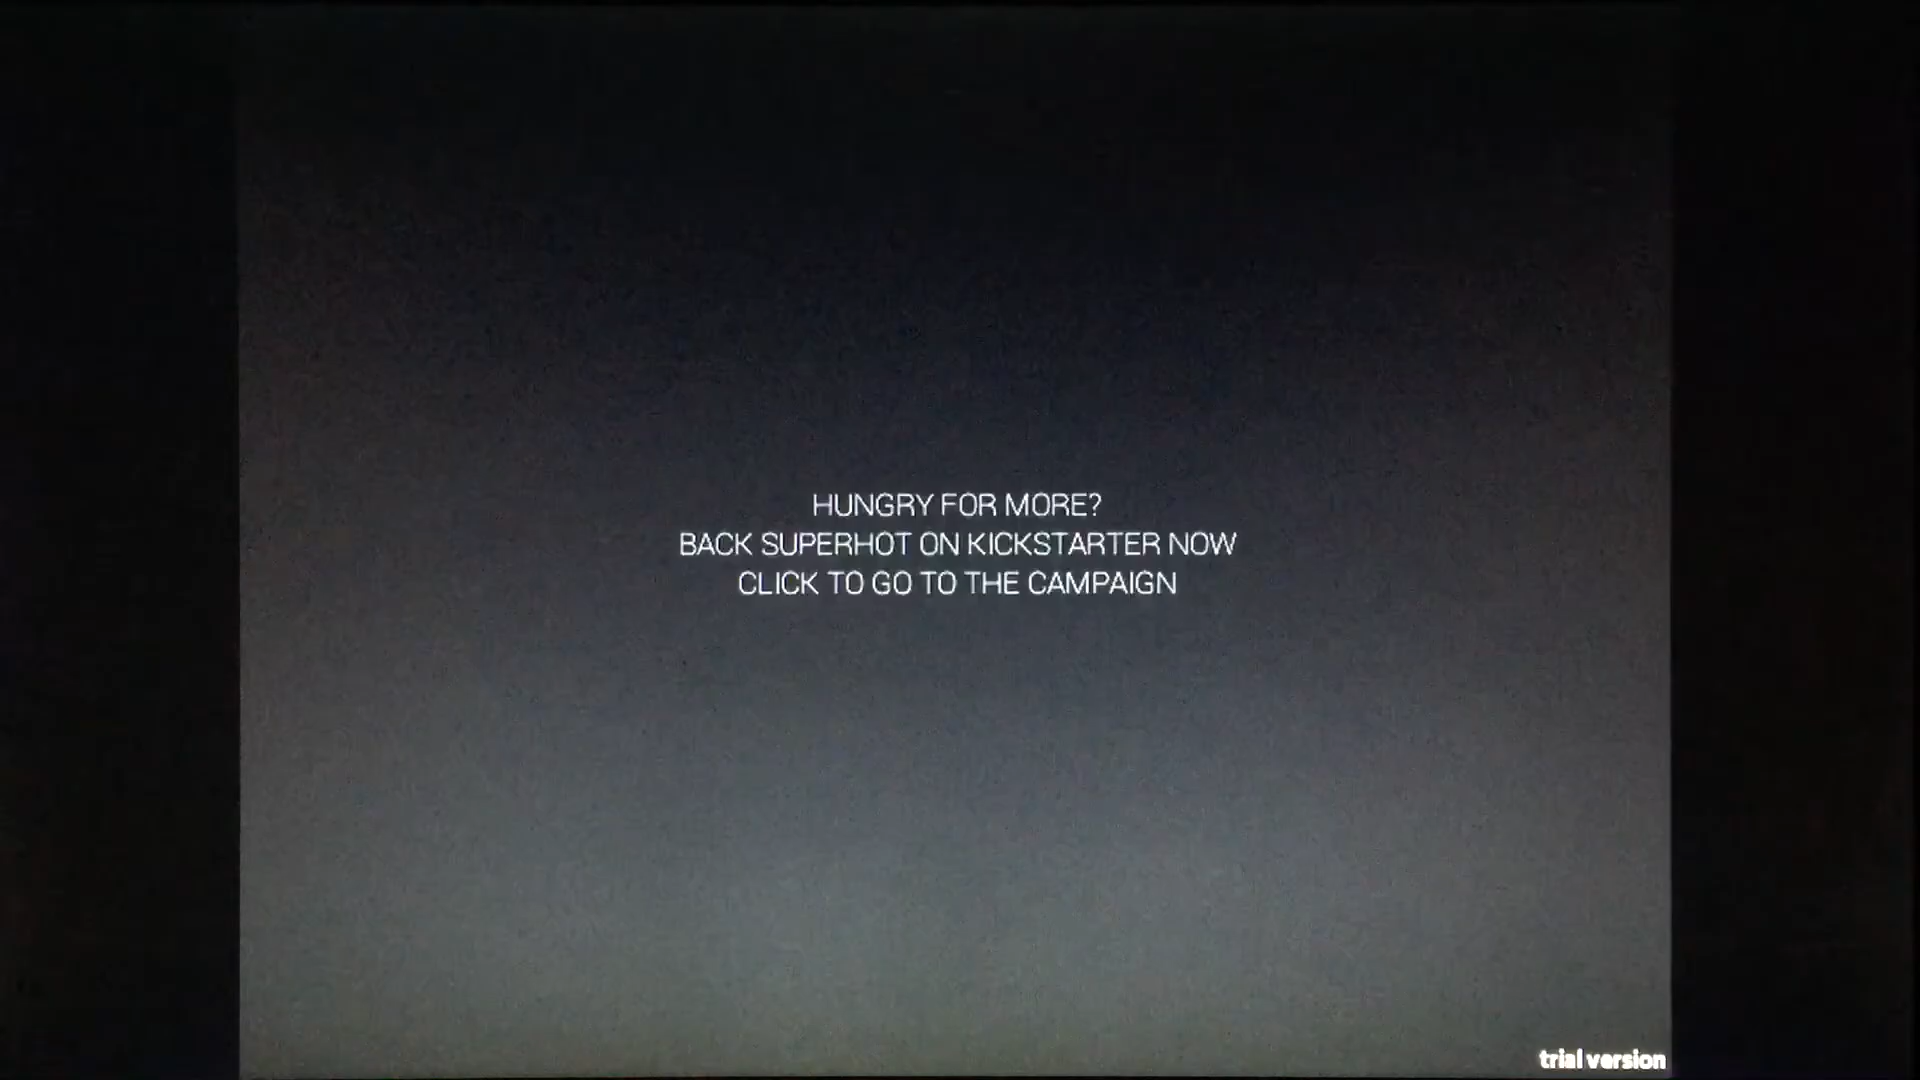 HUNGRY FOR MORE?
BACK SUPERHOT ON KICKSTARTER NOW
CLICK TO GO TO THE CAMPAIGN
trial version